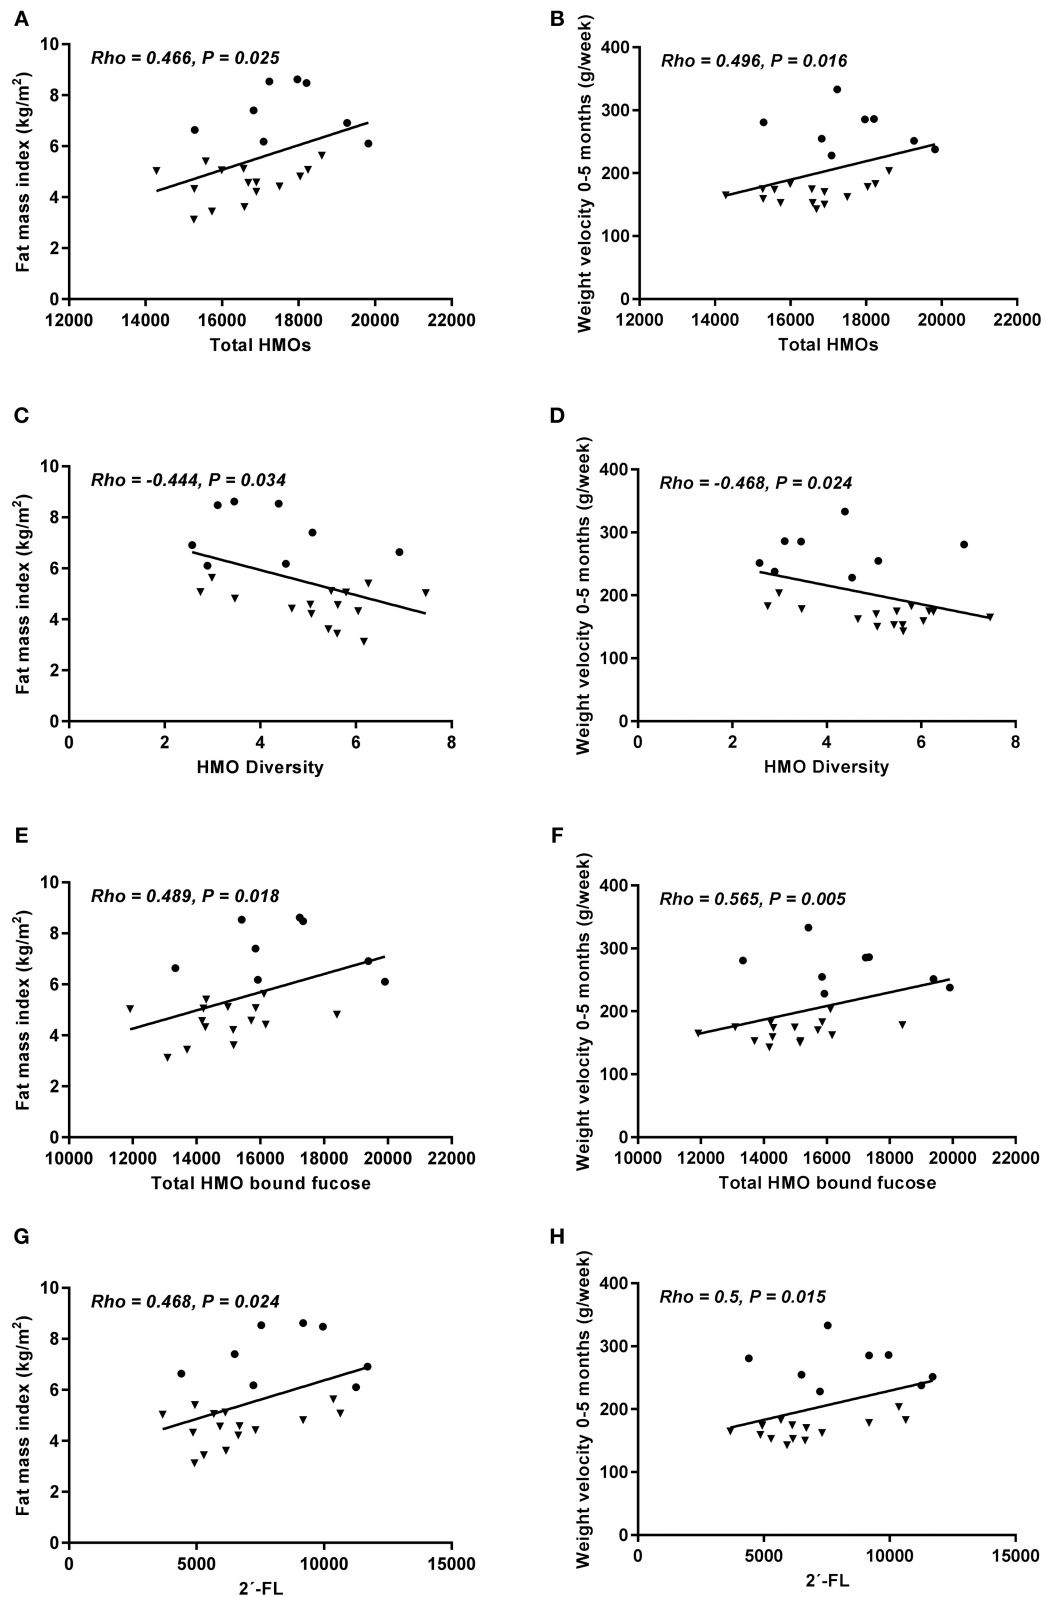 A
Rho = 0.466, P = 0.025
Fat mass index (kg/m²)
10
8
6
4
2
0
12000 14000 16000 18000 20000 22000
Total HMOs
B
Rho = 0.496, P = 0.016
Weight velocity 0-5 months (g/week)
400
300
200
100
0
12000 14000 16000 18000 20000 22000
Total HMOs
C
Rho = -0.444, P = 0.034
Fat mass index (kg/m²)
10
8
6
4
2
0
0 2 4 6 8
HMO Diversity
D
Rho = -0.468, P = 0.024
Weight velocity 0-5 months (g/week)
400
300
200
100
0
0 2 4 6 8
HMO Diversity
E
Rho = 0.489, P = 0.018
Fat mass index (kg/m²)
10
8
6
4
2
0
10000 12000 14000 16000 18000 20000 22000
Total HMO bound fucose
F
Rho = 0.565, P = 0.005
Weight velocity 0-5 months (g/week)
400
300
200
100
0
10000 12000 14000 16000 18000 20000 22000
Total HMO bound fucose
G
Rho = 0.468, P = 0.024
Fat mass index (kg/m²)
10
8
6
4
2
0
0 5000 10000 15000
2´-FL
H
Rho = 0.5, P = 0.015
Weight velocity 0-5 months (g/week)
400
300
200
100
0
0 5000 10000 15000
2´-FL